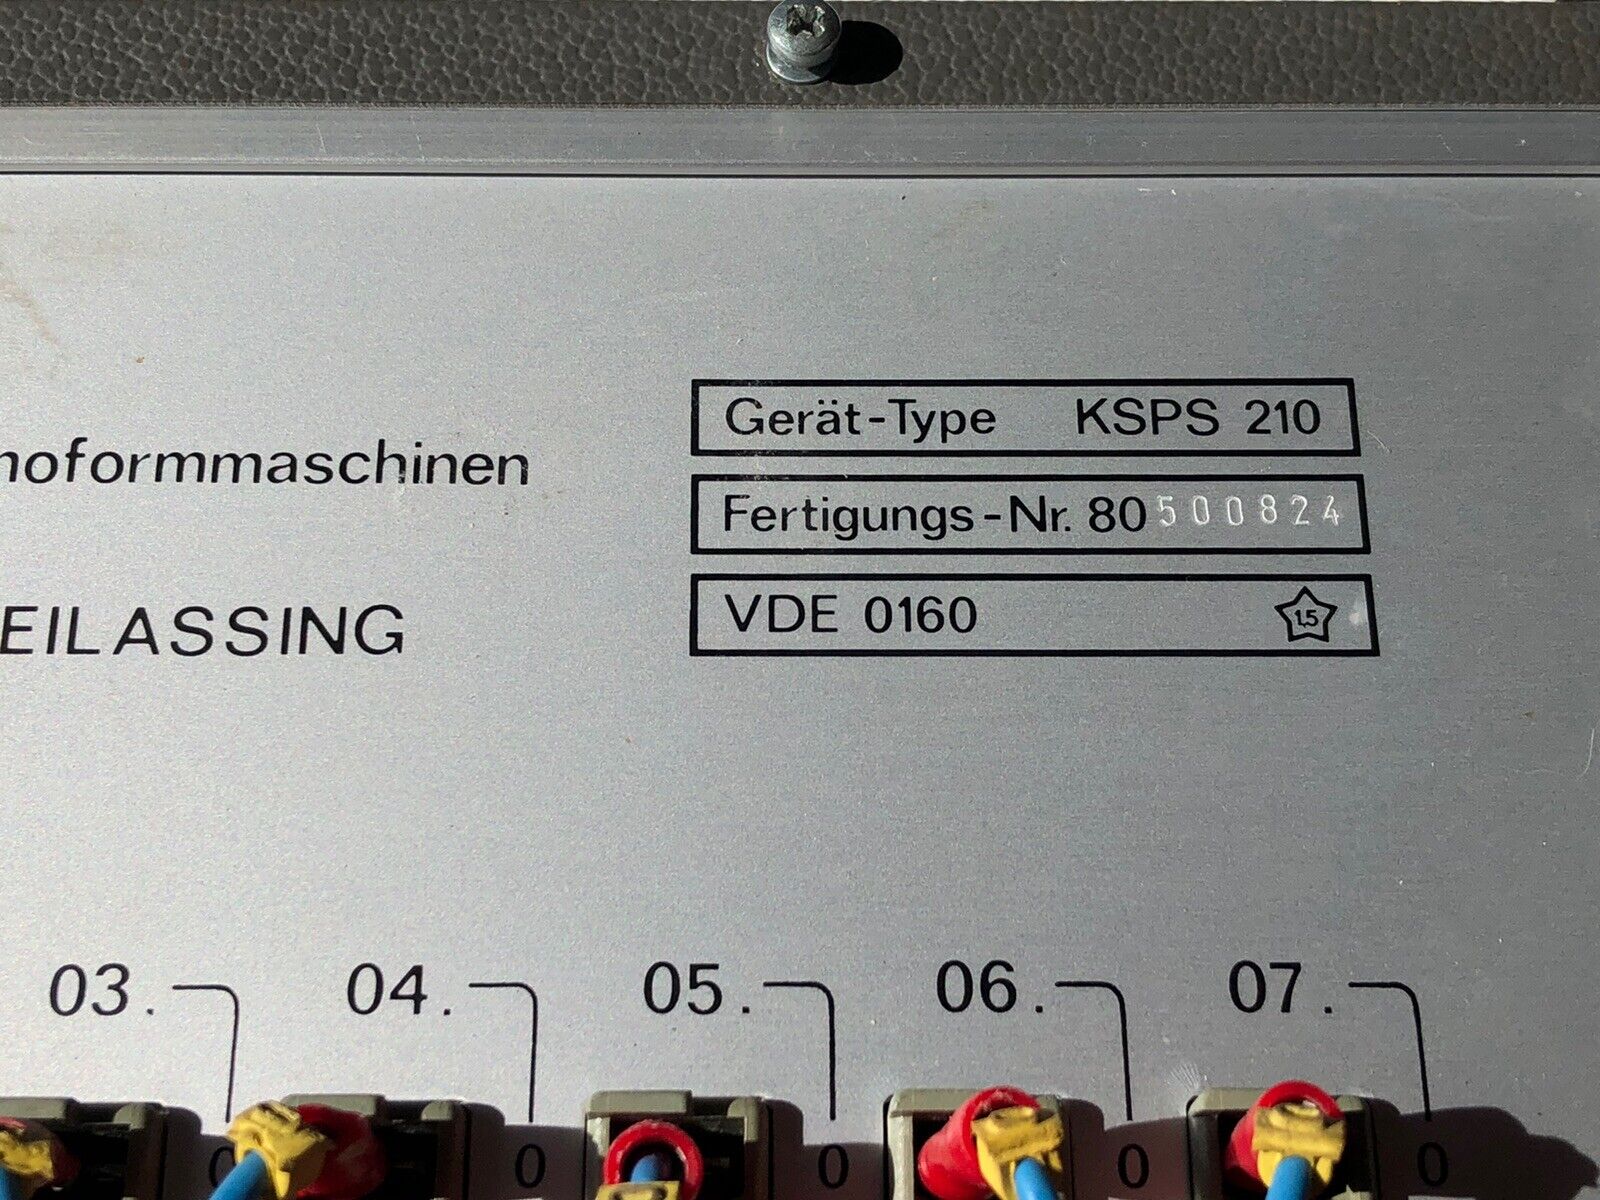 Gerät-Type KSPS 210
noformmaschinen
Fertigungs-Nr. 80500824
EILASSING
VDE 0160 1,5
03. 04. 05. 06. 07.
0 0 0 0 0